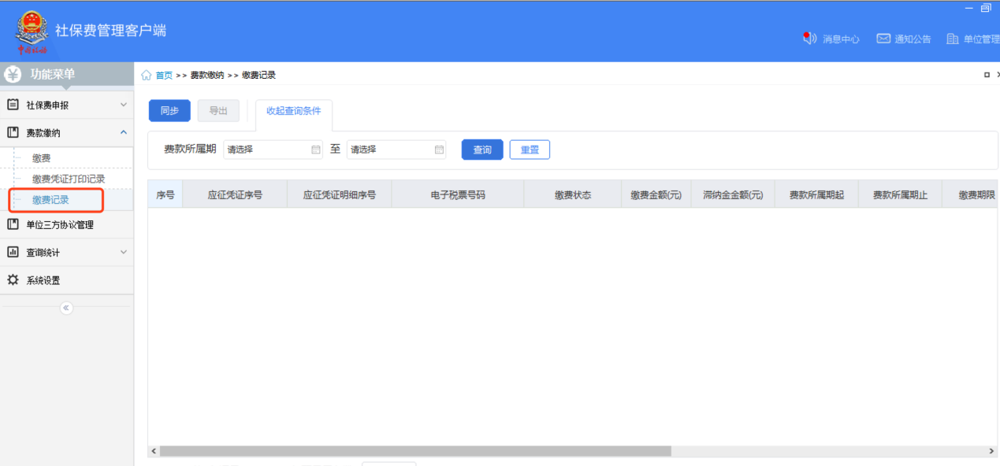 社保费管理客户端
消息中心 通知公告 单位管理
功能菜单
首页 >> 费款缴纳 >> 缴费记录
社保费申报
同步 导出 收起查询条件
费款缴纳
费款所属期 请选择 至 请选择 查询 重置
缴费
缴费凭证打印记录
缴费记录
序号 应征凭证序号 应征凭证明细序号 电子税票号码 缴费状态 缴费金额(元) 滞纳金金额(元) 费款所属期起 费款所属期止 缴费期限
单位三方协议管理
查询统计
系统设置